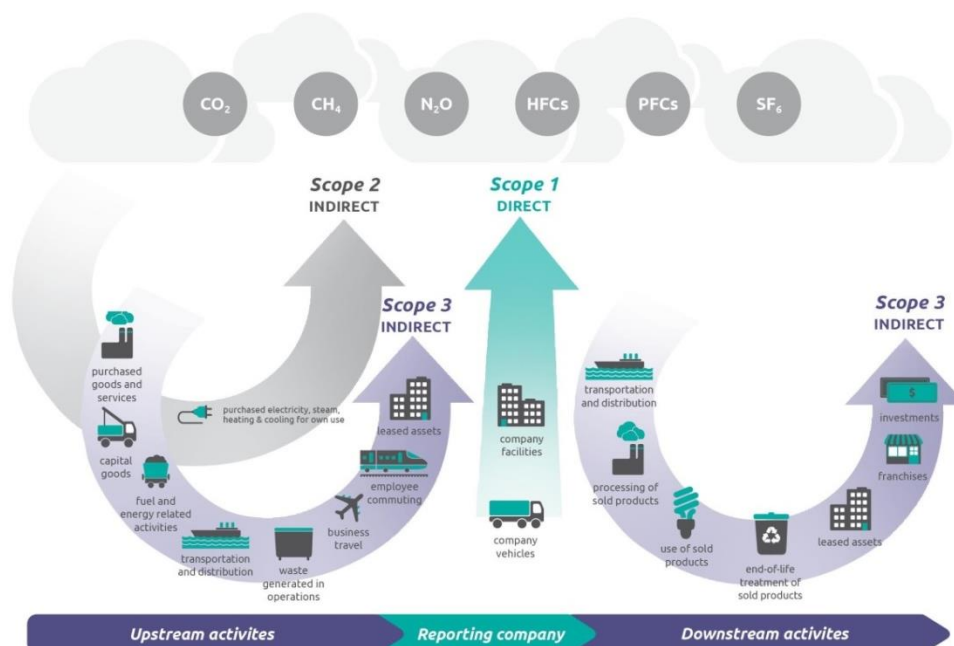 CO₂
CH₄
N₂O
HFCs
PFCs
SF₆
Scope 2
INDIRECT
Scope 1
DIRECT
Scope 3
INDIRECT
Scope 3
INDIRECT
purchased
goods and
services
capital
goods
fuel and
energy related
activities
purchased electricity, steam,
heating & cooling for own use
transportation
and distribution
waste
generated in
operations
business
travel
employee
commuting
leased assets
company
facilities
company
vehicles
transportation
and distribution
processing of
sold products
use of sold
products
end-of-life
treatment of
sold products
leased assets
franchises
$
investments
Upstream activites
Reporting company
Downstream activites